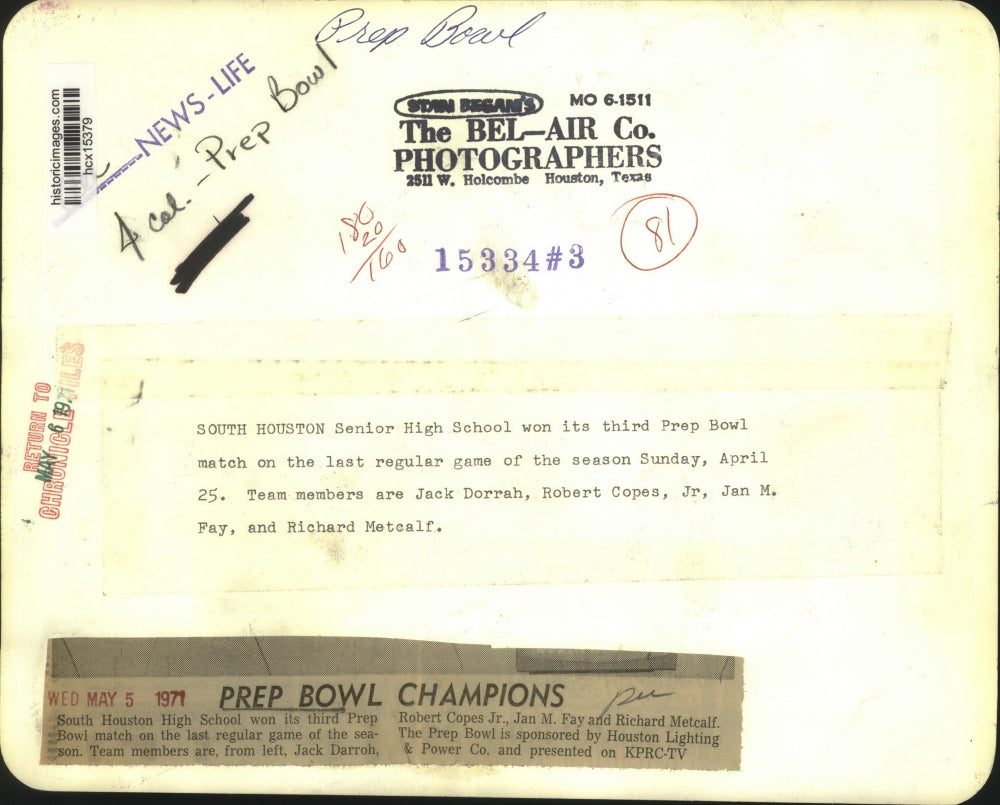 Prep Bowl
historicimages.com
hcx15379
NEWS-LIFE
4 col. - Prep Bowl
STAN BEGAN'S MO 6-1511
The BEL-AIR Co.
PHOTOGRAPHERS
2511 W. Holcombe Houston, Texas
180
20
160
15334#3
81
RETURN TO
MAY 6 197
CHRONICLE FILES
SOUTH HOUSTON Senior High School won its third Prep Bowl
match on the last regular game of the season Sunday, April
25. Team members are Jack Dorrah, Robert Copes, Jr, Jan M.
Fay, and Richard Metcalf.
WED MAY 5 1971
PREP BOWL CHAMPIONS
South Houston High School won its third Prep
Bowl match on the last regular game of the sea-
son. Team members are, from left, Jack Darroh,
Robert Copes Jr., Jan M. Fay and Richard Metcalf.
The Prep Bowl is sponsored by Houston Lighting
& Power Co. and presented on KPRC-TV